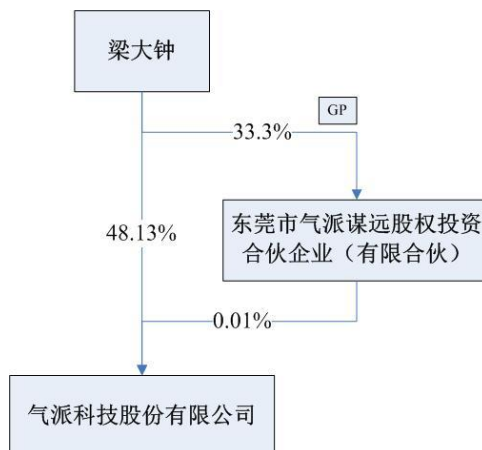 梁大钟
GP
33.3%
东莞市气派谋远股权投资
合伙企业（有限合伙）
48.13%
0.01%
气派科技股份有限公司